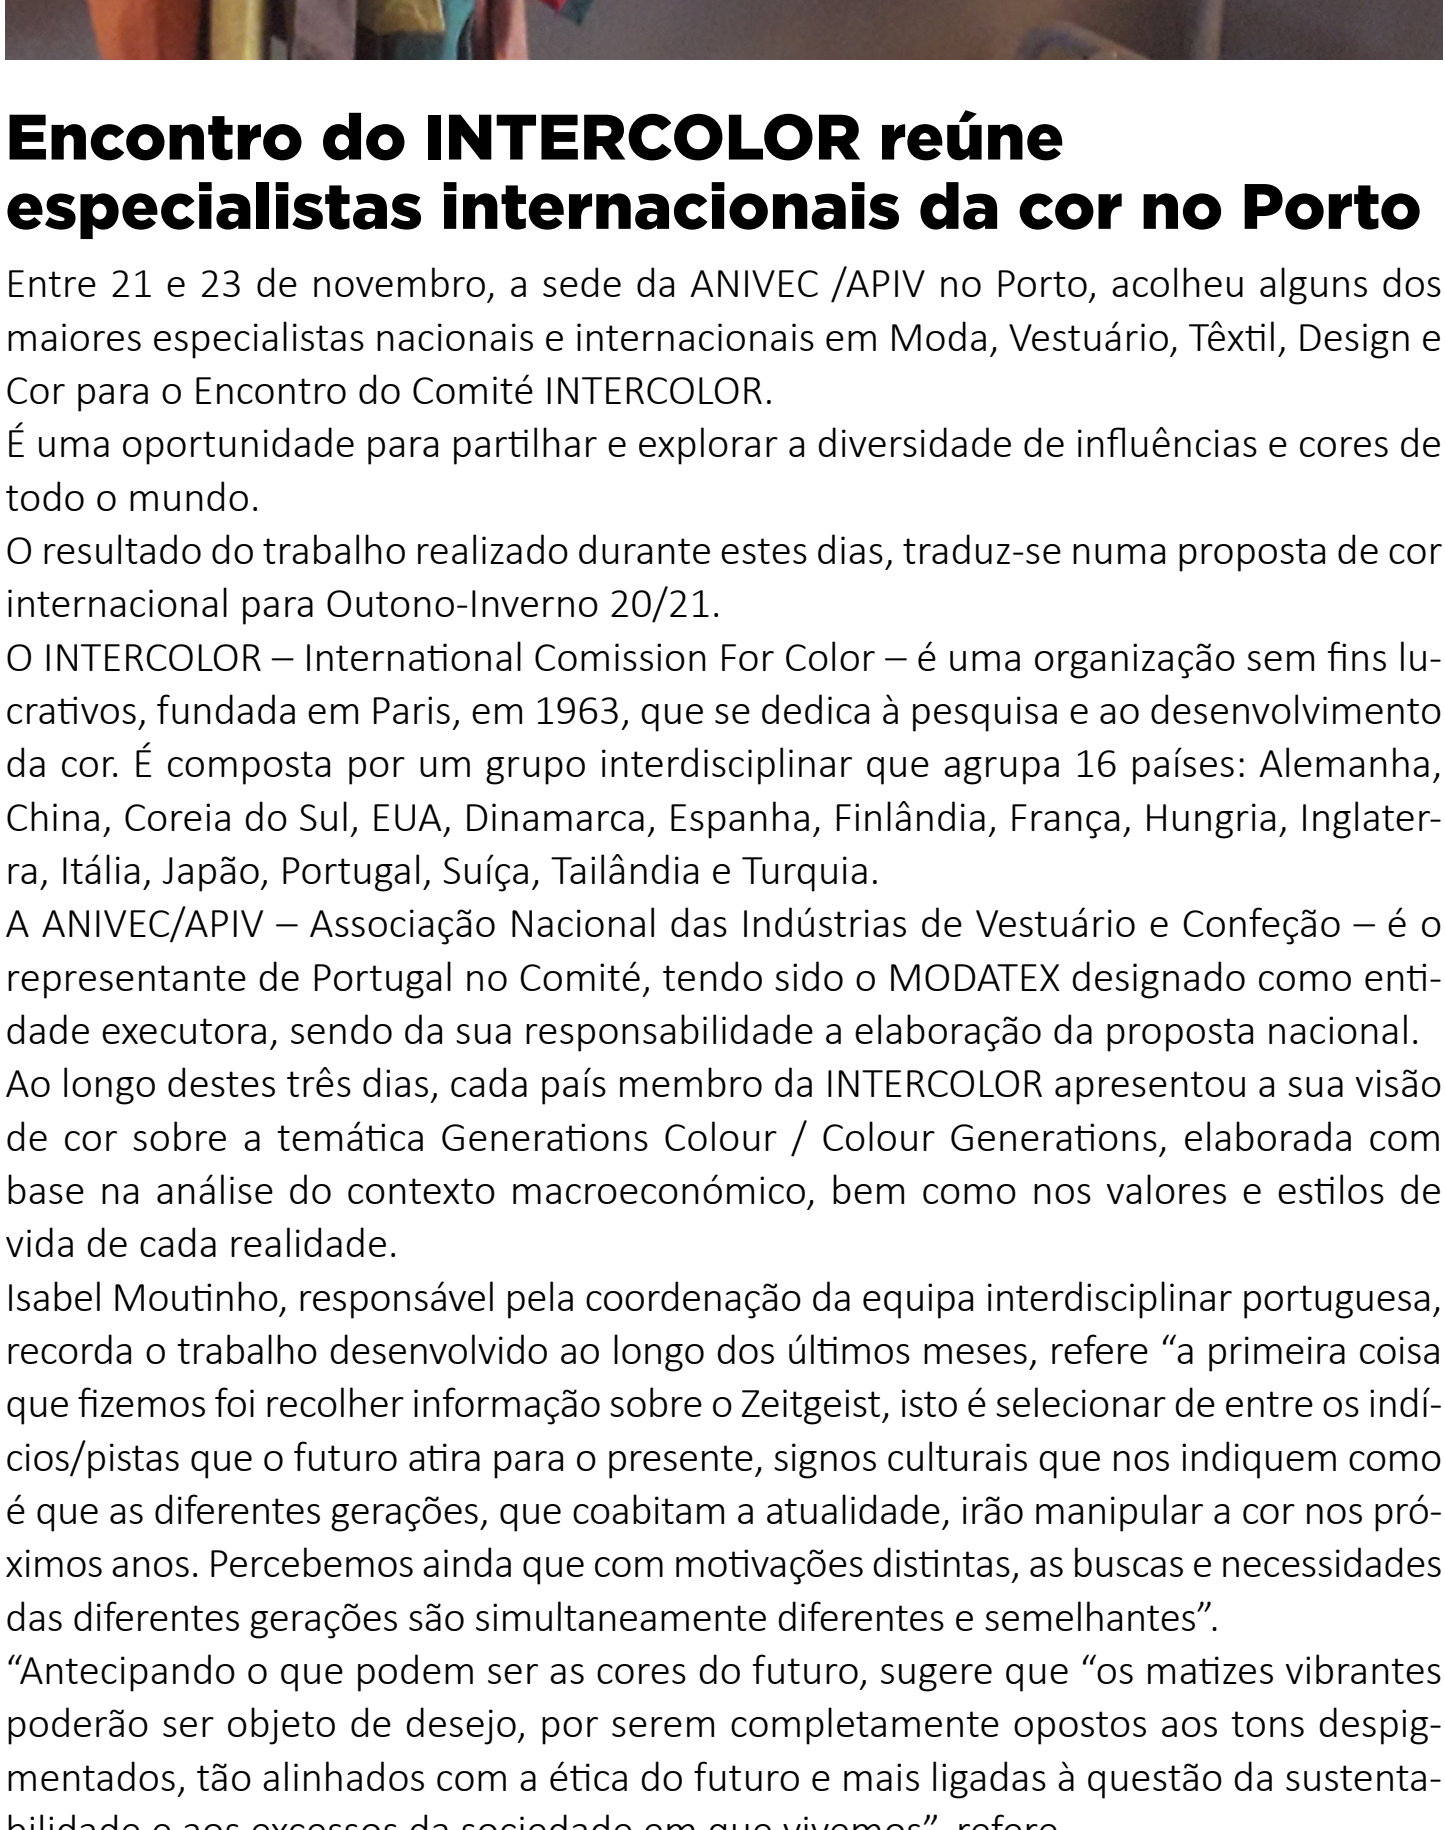 Encontro do INTERCOLOR reúne
especialistas internacionais da cor no Porto
Entre 21 e 23 de novembro, a sede da ANIVEC /APIV no Porto, acolheu alguns dos
maiores especialistas nacionais e internacionais em Moda, Vestuário, Têxtil, Design e
Cor para o Encontro do Comité INTERCOLOR.
É uma oportunidade para partilhar e explorar a diversidade de influências e cores de
todo o mundo.
O resultado do trabalho realizado durante estes dias, traduz-se numa proposta de cor
internacional para Outono-Inverno 20/21.
O INTERCOLOR – International Comission For Color – é uma organização sem fins lu-
crativos, fundada em Paris, em 1963, que se dedica à pesquisa e ao desenvolvimento
da cor. É composta por um grupo interdisciplinar que agrupa 16 países: Alemanha,
China, Coreia do Sul, EUA, Dinamarca, Espanha, Finlândia, França, Hungria, Inglater-
ra, Itália, Japão, Portugal, Suíça, Tailândia e Turquia.
A ANIVEC/APIV – Associação Nacional das Indústrias de Vestuário e Confeção – é o
representante de Portugal no Comité, tendo sido o MODATEX designado como enti-
dade executora, sendo da sua responsabilidade a elaboração da proposta nacional.
Ao longo destes três dias, cada país membro da INTERCOLOR apresentou a sua visão
de cor sobre a temática Generations Colour / Colour Generations, elaborada com
base na análise do contexto macroeconómico, bem como nos valores e estilos de
vida de cada realidade.
Isabel Moutinho, responsável pela coordenação da equipa interdisciplinar portuguesa,
recorda o trabalho desenvolvido ao longo dos últimos meses, refere “a primeira coisa
que fizemos foi recolher informação sobre o Zeitgeist, isto é selecionar de entre os indí-
cios/pistas que o futuro atira para o presente, signos culturais que nos indiquem como
é que as diferentes gerações, que coabitam a atualidade, irão manipular a cor nos pró-
ximos anos. Percebemos ainda que com motivações distintas, as buscas e necessidades
das diferentes gerações são simultaneamente diferentes e semelhantes”.
“Antecipando o que podem ser as cores do futuro, sugere que “os matizes vibrantes
poderão ser objeto de desejo, por serem completamente opostos aos tons despig-
mentados, tão alinhados com a ética do futuro e mais ligadas à questão da sustenta-
bilidade e aos excessos da sociedade em que vivemos”, refere